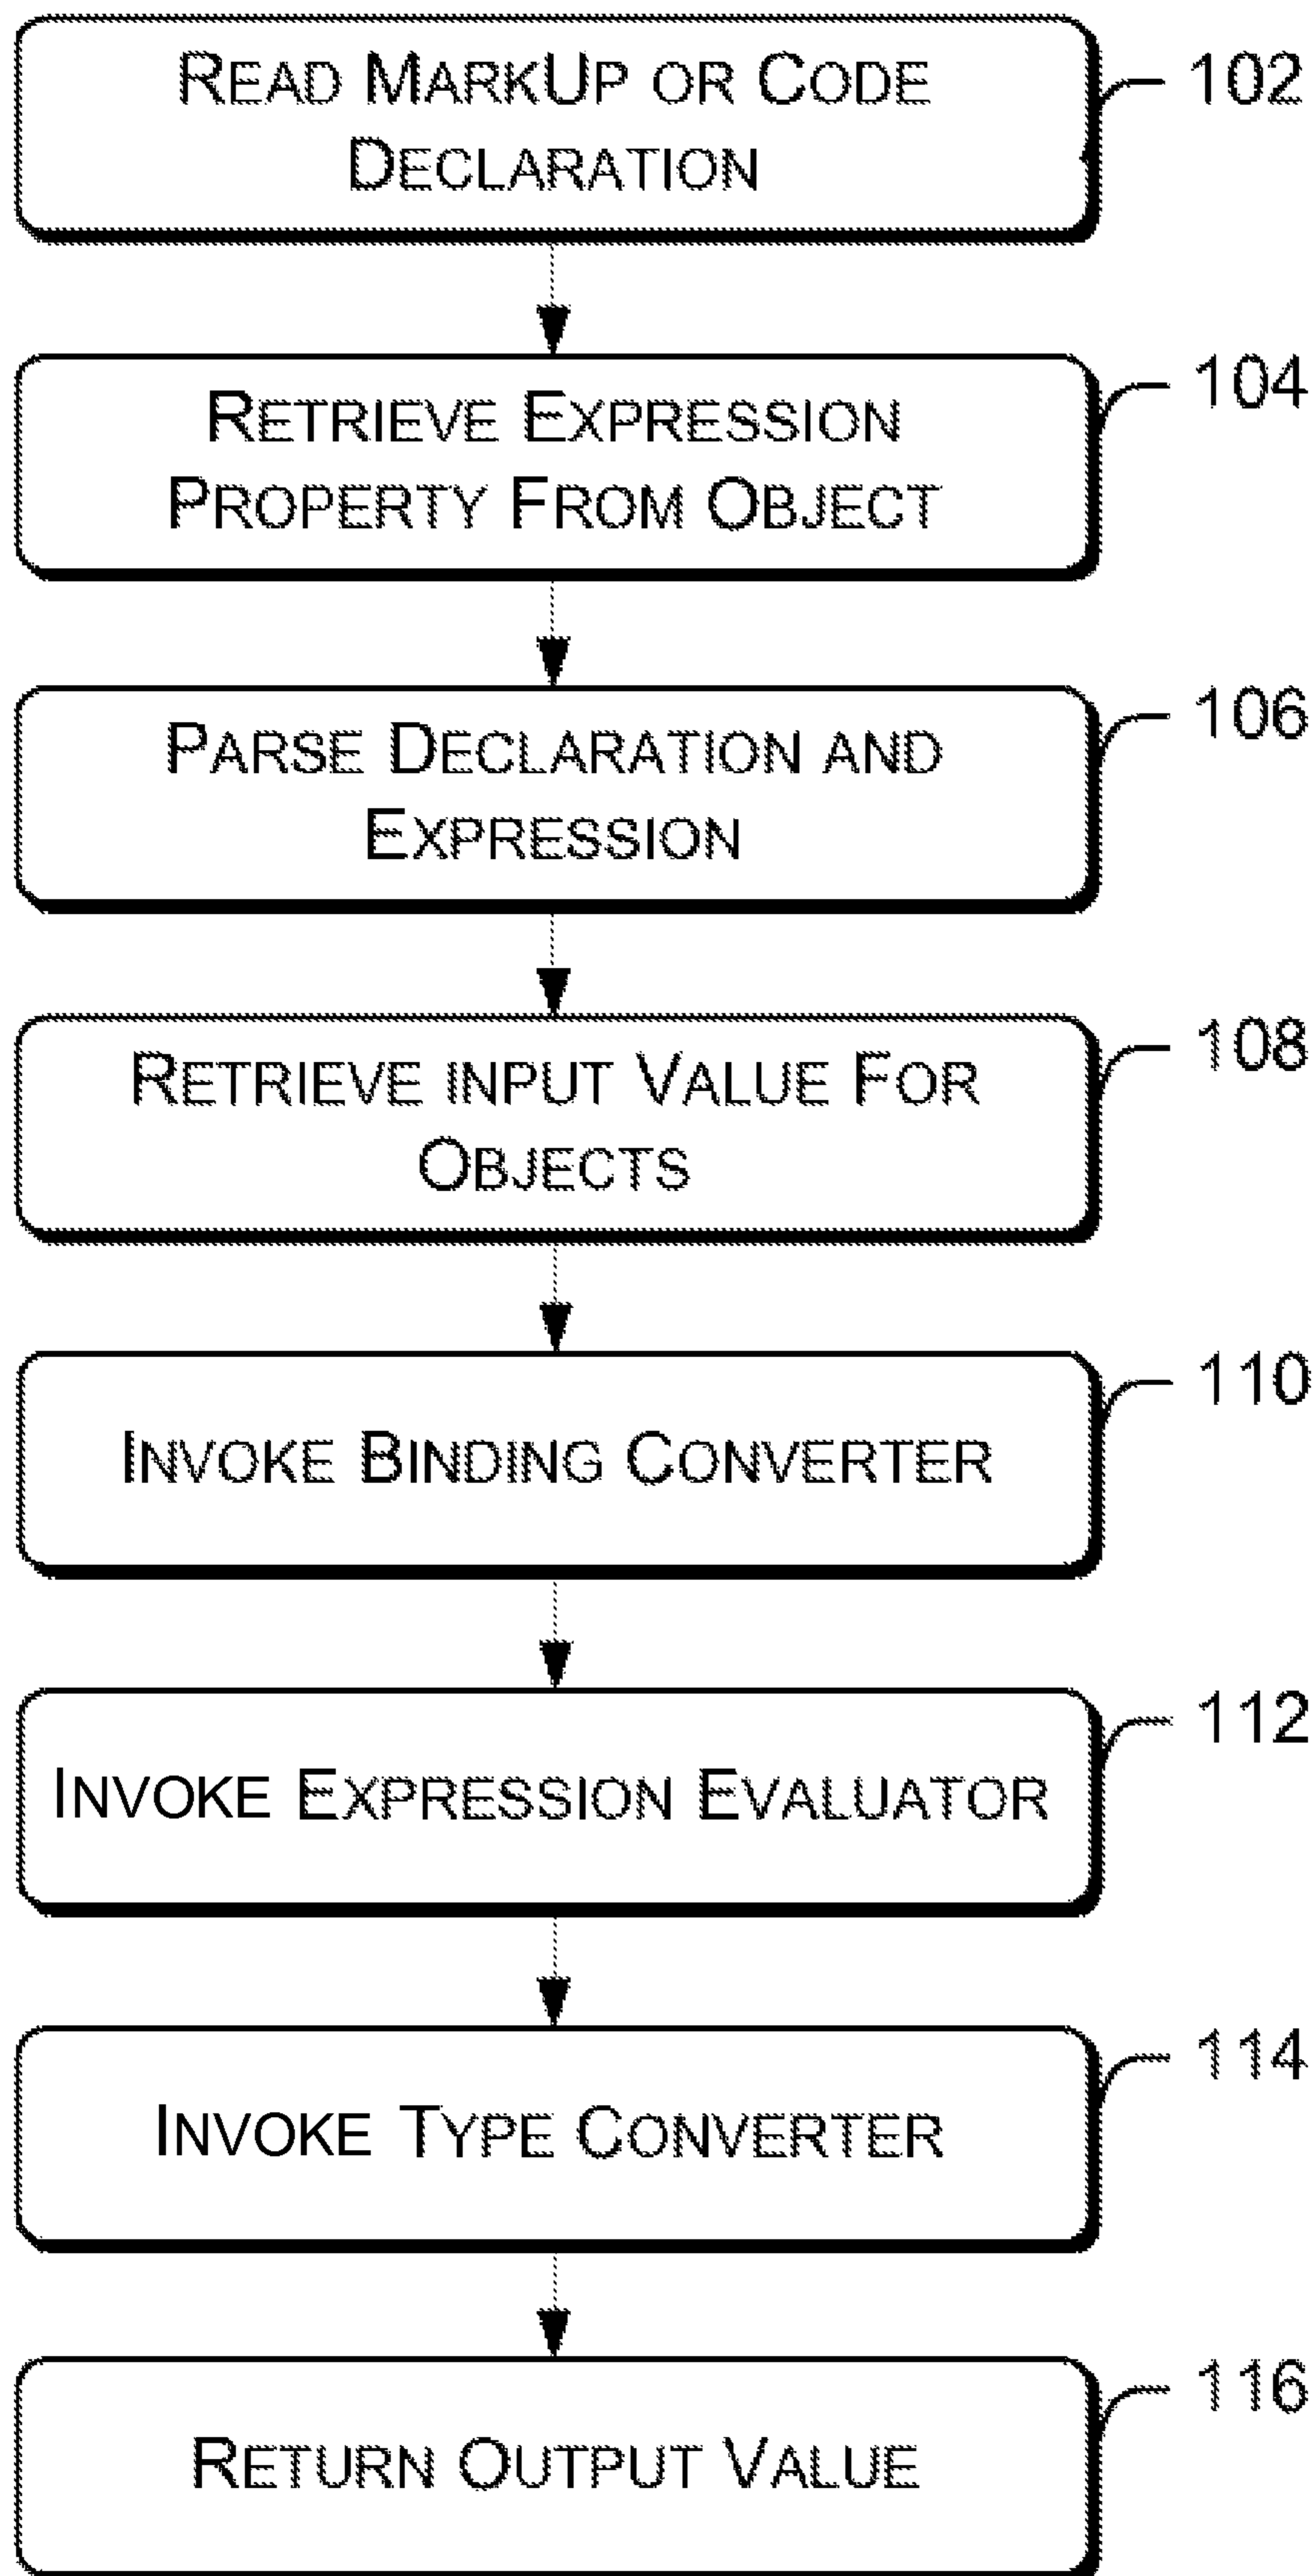 READ MARKUP OR CODE 102
DECLARATION
RETRIEVE EXPRESSION 104
PROPERTY FROM OBJECT
PARSE DECLARATION AND 106
EXPRESSION
RETRIEVE INPUT VALUE FOR 108
OBJECTS
INVOKE BINDING CONVERTER 110
INVOKE EXPRESSION EVALUATOR 112
INVOKE TYPE CONVERTER 114
RETURN OUTPUT VALUE 116